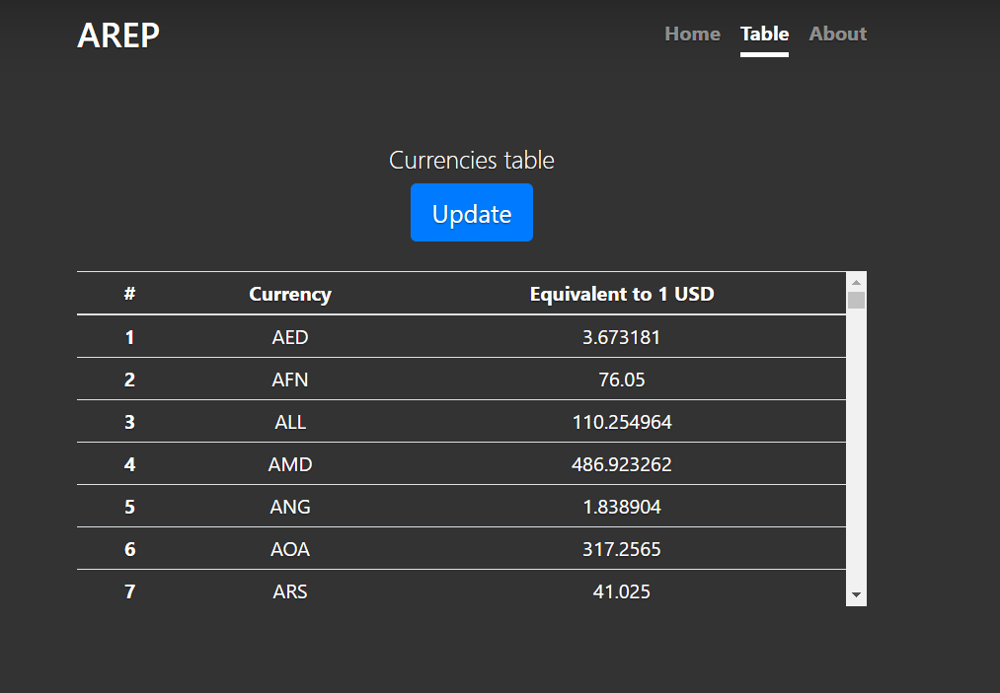 AREP Home Table About
Currencies table
Update
# Currency Equivalent to 1 USD
1 AED 3.673181
2 AFN 76.05
3 ALL 110.254964
4 AMD 486.923262
5 ANG 1.838904
6 AOA 317.2565
7 ARS 41.025